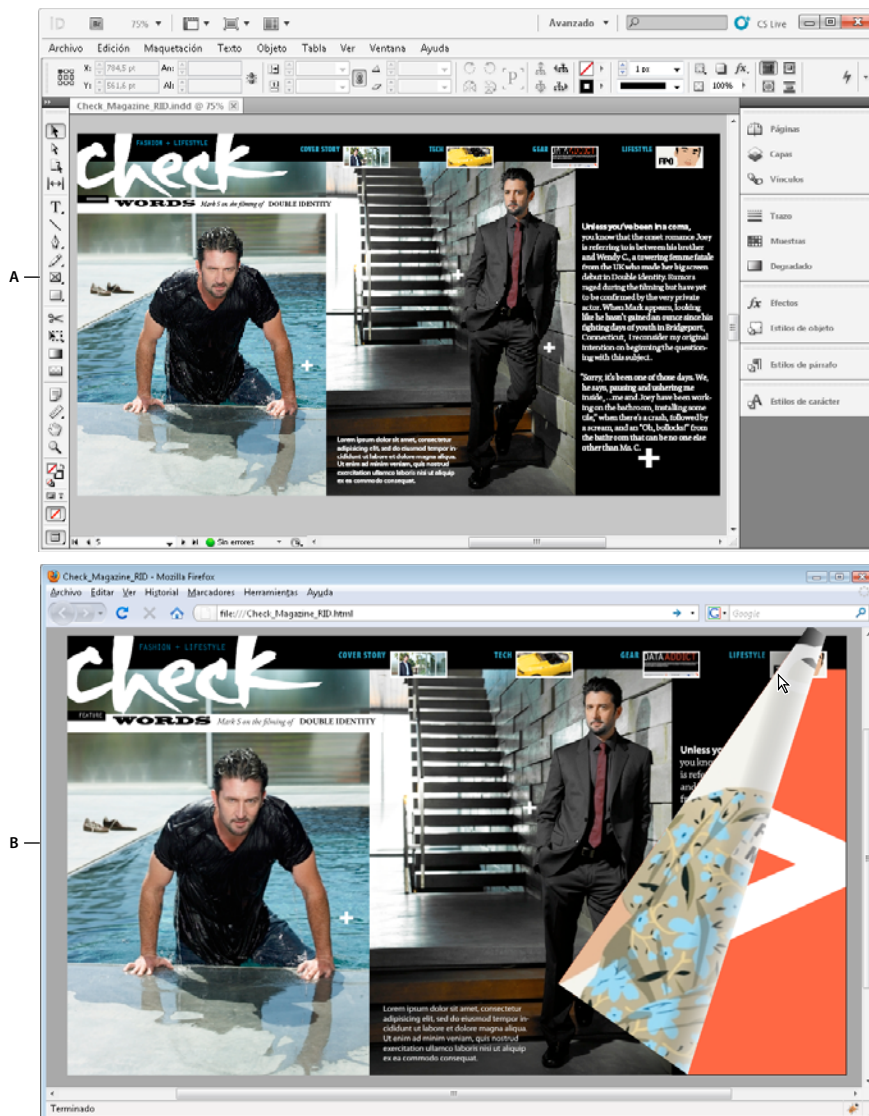 75%
Avanzado
CS Live
Archivo Edición Maquetación Texto Objeto Tabla Ver Ventana Ayuda
X: 784,5 pt An:
Y: 561,6 pt Al:
1 px
100%
Check_Magazine_RID.indd @ 75%
FASHION + LIFESTYLE
check
COVER STORY TECH GEAR LIFESTYLE
FPO
WORDS Mark S on the filming of DOUBLE IDENTITY
Páginas
Capas
Vínculos
Trazo
Muestras
Degradado
Efectos
Estilos de objeto
Estilos de párrafo
Estilos de carácter
Unless you've been in a coma,
you know that the onset romance Joey
is referring to is between his brother
and Wendy C., a towering femme fatale
from the UK who made her big screen
debut in Double Identity. Rumors
raged during the filming but have yet
to be confirmed by the very private
actor. When Mark appears, looking
like he hasn't gained an ounce since his
fighting days of youth in Bridgeport,
Connecticut, I reconsider my original
intention on beginning the question-
ing with this subject.
"Sorry, it's been one of those days. We,
he says, pausing and ushering me
inside, ...me and Joey have been work-
ing on the bathroom, installing some
tile," when there's a crash, followed by
a scream, and an "Oh, bollocks!" from
the bathroom that can be no one else
other than Ms. C.
Lorem ipsum dolor sit amet, consectetur
adipisicing elit, sed do eiusmod tempor in-
cididunt ut labore et dolore magna aliqua.
Ut enim ad minim veniam, quis nostrud
exercitation ullamco laboris nisi ut aliquip
ex ea commodo consequat.
5 Sin errores
A
Check_Magazine_RID - Mozilla Firefox
Archivo Editar Ver Historial Marcadores Herramientas Ayuda
file:///Check_Magazine_RID.html
Google
FASHION + LIFESTYLE
check
COVER STORY TECH GEAR LIFESTYLE
DATA ADDICT
FEATURE
WORDS Mark S on the filming of DOUBLE IDENTITY
Unless yo
you know
is refe
and
B
Lorem ipsum dolor sit amet, consectetur
adipisicing elit, sed do eiusmod tempor in-
cididunt ut labore et dolore magna aliqua.
Ut enim ad minim veniam, quis nostrud
exercitation ullamco laboris nisi ut aliquip
ex ea commodo consequat.
Terminado